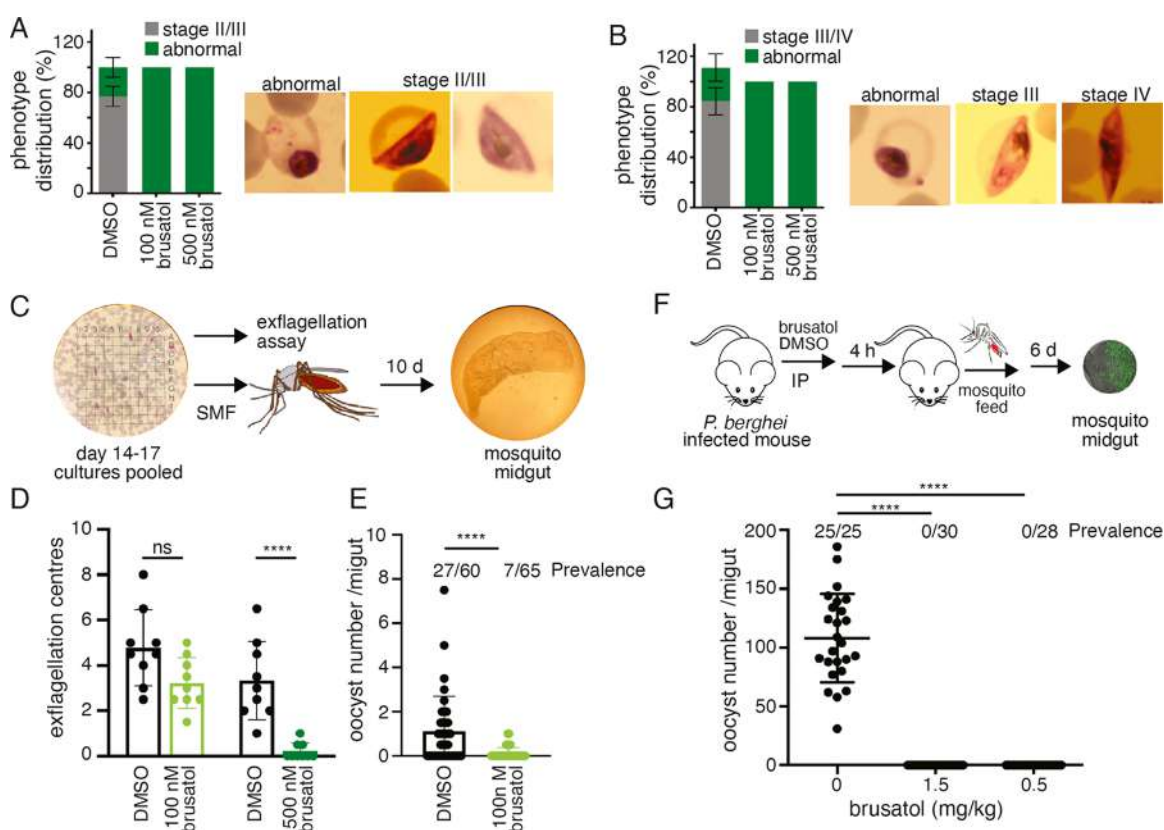 A
stage II/III
abnormal
phenotype
distribution (%)
120
80
40
0
DMSO
100 nM
brusatol
500 nM
brusatol
abnormal
stage II/III
B
stage III/IV
abnormal
phenotype
distribution (%)
120
80
40
0
DMSO
100 nM
brusatol
500 nM
brusatol
abnormal
stage III
stage IV
C
exflagellation
assay
SMF
10 d
day 14-17
cultures pooled
mosquito
midgut
F
brusatol
DMSO
IP
4 h
mosquito
feed
6 d
P. berghei
infected mouse
mosquito
midgut
D
exflagellation centres
10
8
6
4
2
0
ns
****
DMSO
100 nM
brusatol
DMSO
500 nM
brusatol
E
oocyst number /migut
10
8
6
4
2
0
****
27/60 7/65 Prevalence
DMSO
100n M
brusatol
G
oocyst number /migut
200
150
100
50
0
****
****
25/25 0/30 0/28 Prevalence
0 1.5 0.5
brusatol (mg/kg)